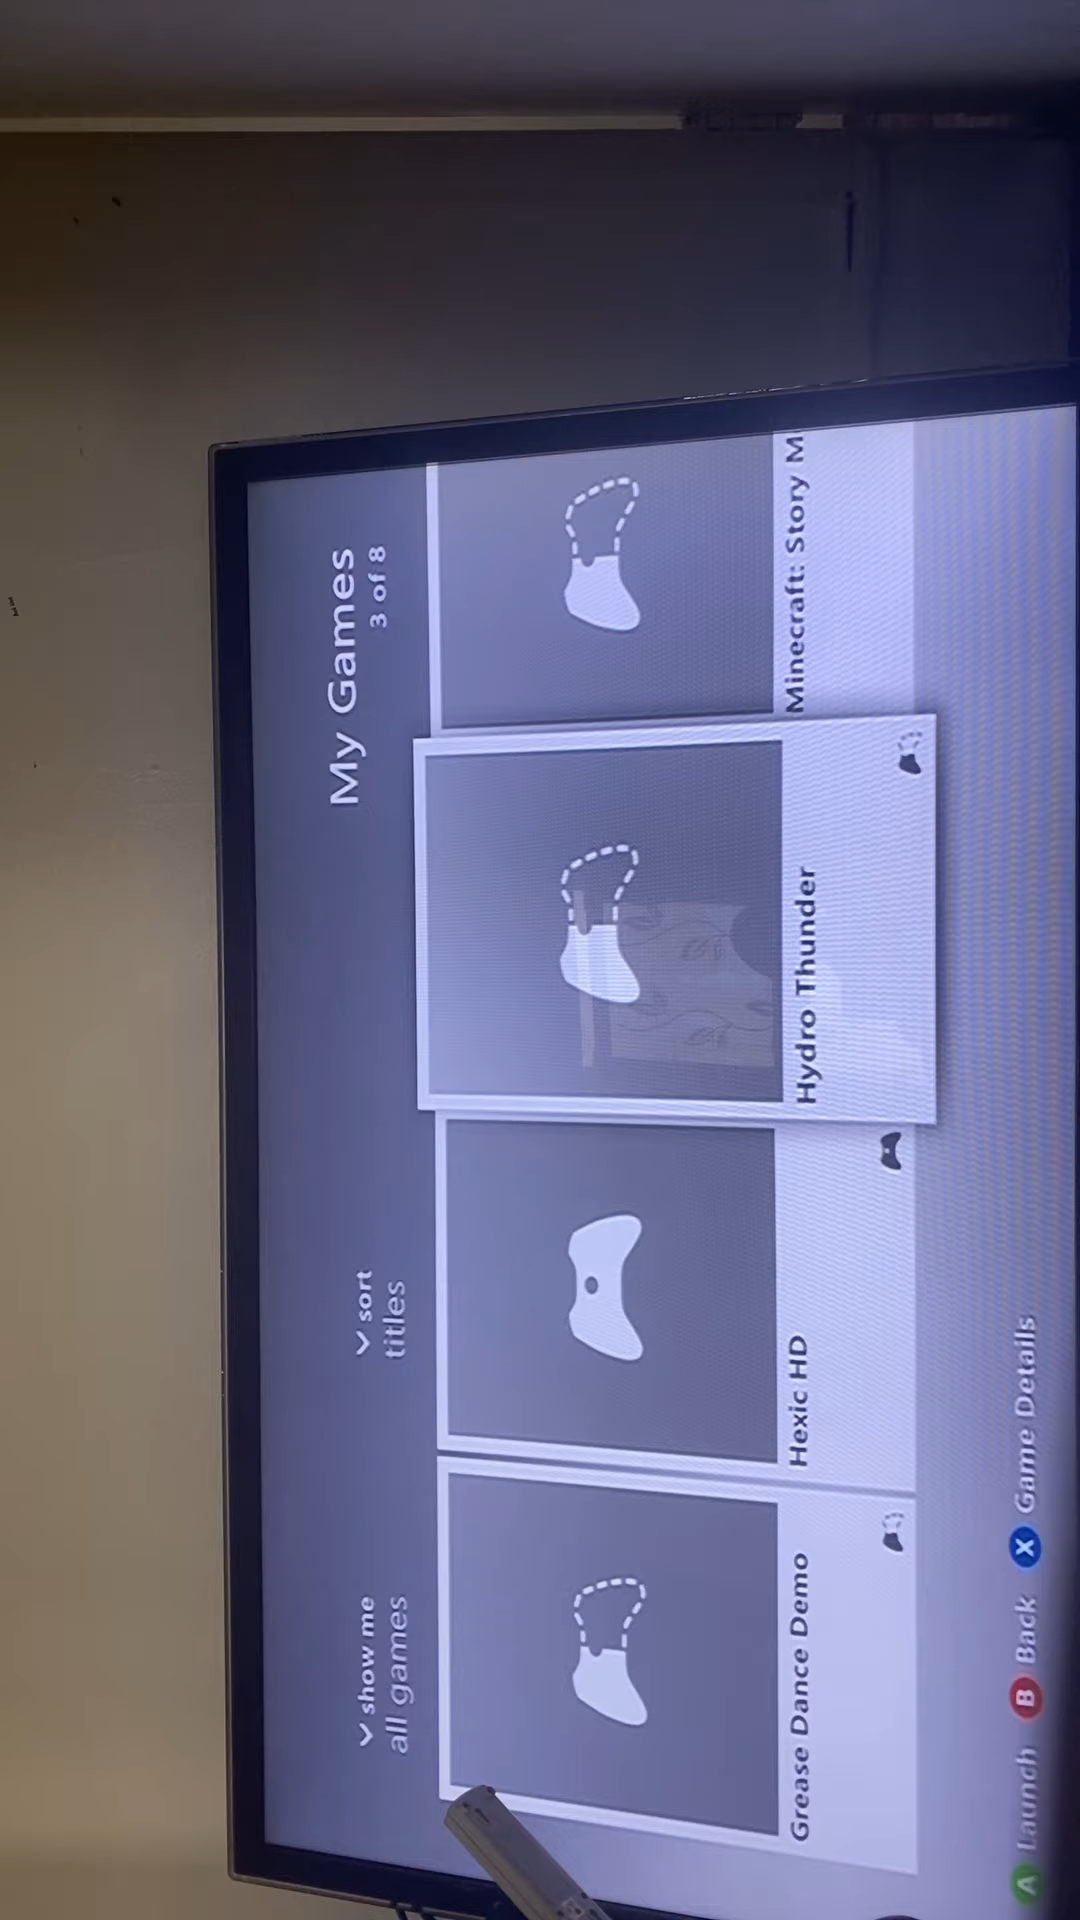 My Games
3 of 8
show me
all games
sort
titles
Grease Dance Demo
Hexic HD
Hydro Thunder
Minecraft: Story M
A Launch B Back X Game Details